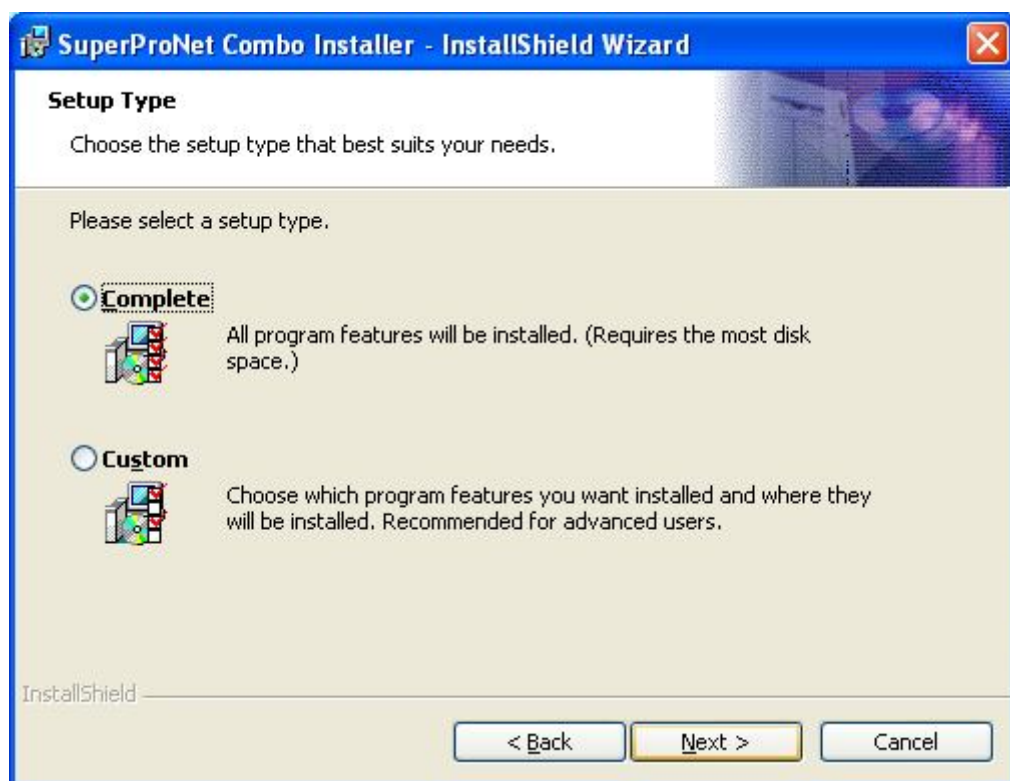 SuperProNet Combo Installer - InstallShield Wizard
Setup Type
Choose the setup type that best suits your needs.
Please select a setup type.
Complete
All program features will be installed. (Requires the most disk
space.)
Custom
Choose which program features you want installed and where they
will be installed. Recommended for advanced users.
InstallShield
< Back Next > Cancel